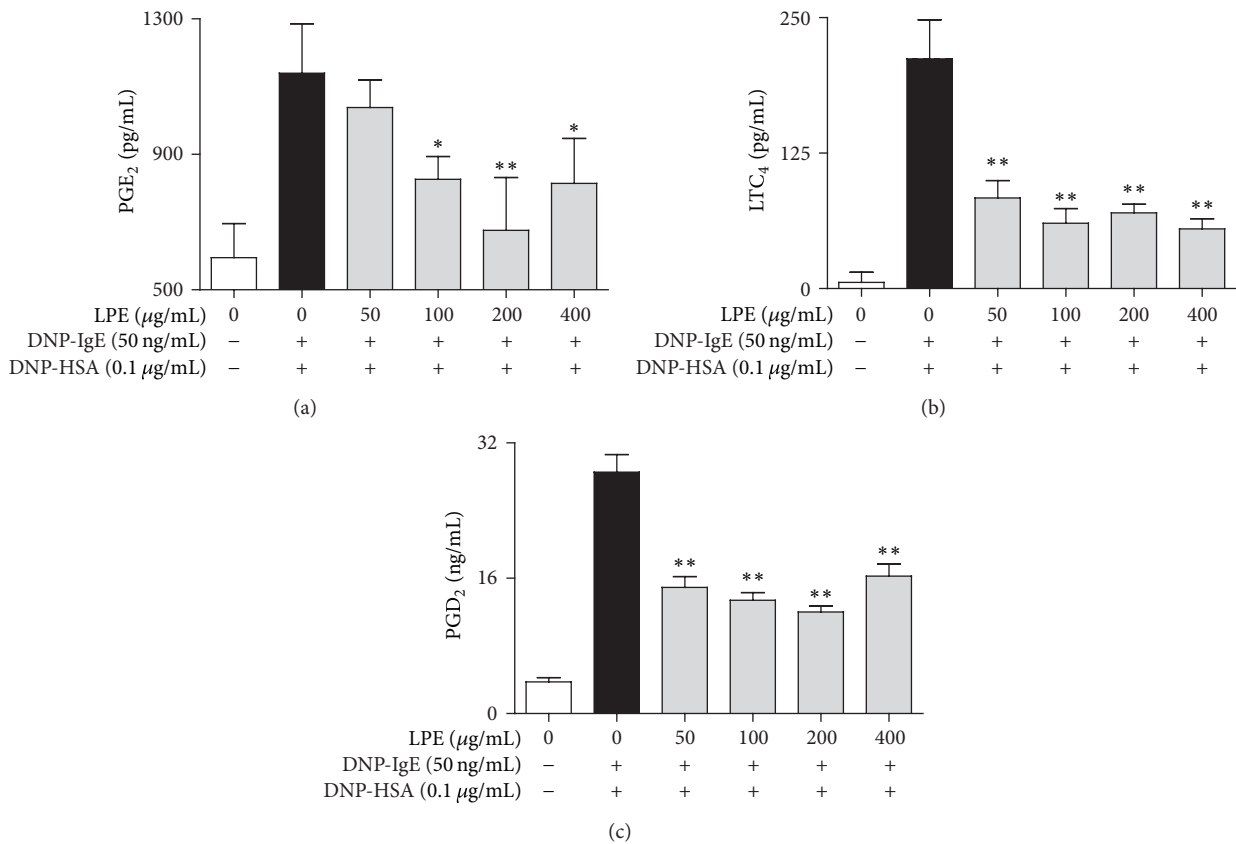 1300
900
500
PGE₂ (pg/mL)
*
**
*
LPE (μg/mL) 0 0 50 100 200 400
DNP-IgE (50 ng/mL) − + + + + +
DNP-HSA (0.1 μg/mL) − + + + + +
(a)
250
125
0
LTC₄ (pg/mL)
**
**
**
**
LPE (μg/mL) 0 0 50 100 200 400
DNP-IgE (50 ng/mL) − + + + + +
DNP-HSA (0.1 μg/mL) − + + + + +
(b)
32
16
0
PGD₂ (ng/mL)
**
**
**
**
LPE (μg/mL) 0 0 50 100 200 400
DNP-IgE (50 ng/mL) − + + + + +
DNP-HSA (0.1 μg/mL) − + + + + +
(c)